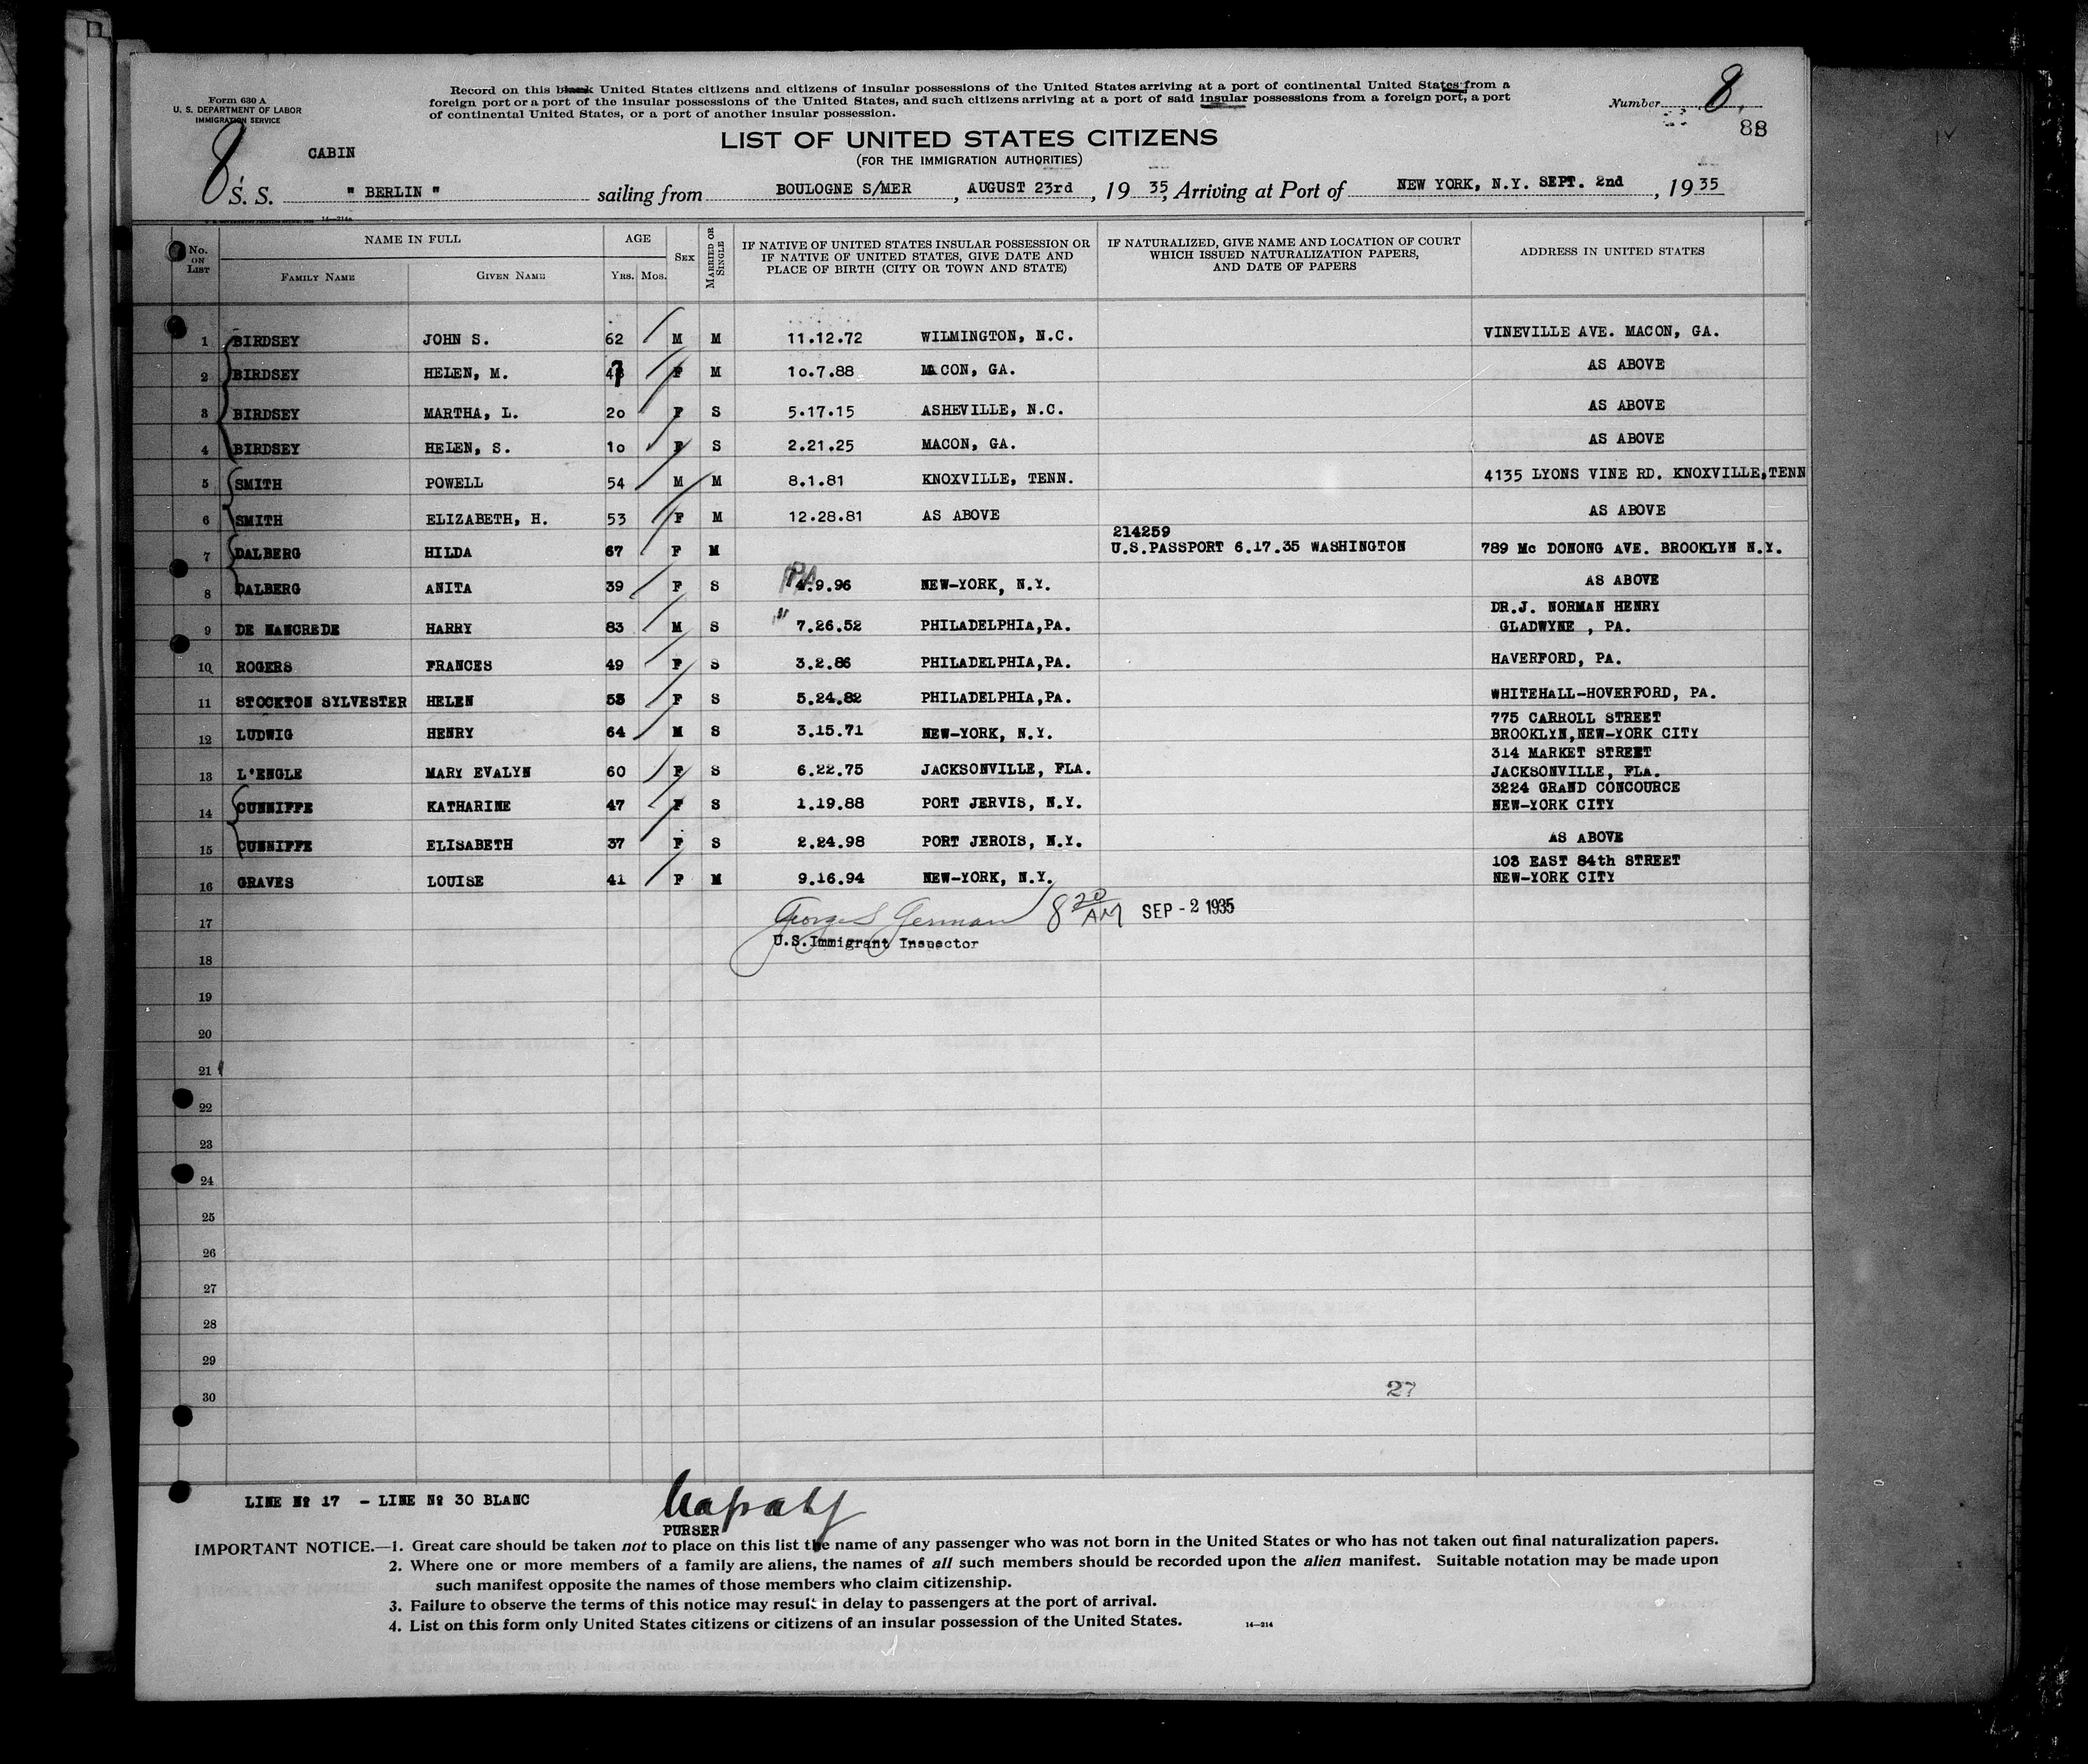 Form 630 A
U. S. DEPARTMENT OF LABOR
IMMIGRATION SERVICE
Record on this blank United States citizens and citizens of insular possessions of the United States arriving at a port of continental United States from a
foreign port or a port of the insular possessions of the United States, and such citizens arriving at a port of said insular possessions from a foreign port, a port
of continental United States, or a port of another insular possession.
Number 8.
88
8
CABIN
LIST OF UNITED STATES CITIZENS
(FOR THE IMMIGRATION AUTHORITIES)
S. S. " BERLIN " sailing from BOULOGNE S/MER, AUGUST 23rd, 1935, Arriving at Port of NEW YORK, N.Y. SEPT. 2nd, 1935
14—214a
No. ON LIST NAME IN FULL FAMILY NAME GIVEN NAME AGE YRS. MOS. SEX MARRIED OR SINGLE IF NATIVE OF UNITED STATES INSULAR POSSESSION OR IF NATIVE OF UNITED STATES, GIVE DATE AND PLACE OF BIRTH (CITY OR TOWN AND STATE) IF NATURALIZED, GIVE NAME AND LOCATION OF COURT WHICH ISSUED NATURALIZATION PAPERS, AND DATE OF PAPERS ADDRESS IN UNITED STATES
1 BIRDSEY JOHN S. 62 M M 11.12.72 WILMINGTON, N.C. VINEVILLE AVE. MACON, GA.
2 BIRDSEY HELEN, M. 47 F M 10.7.88 MACON, GA. AS ABOVE
3 BIRDSEY MARTHA, L. 20 F S 5.17.15 ASHEVILLE, N.C. AS ABOVE
4 BIRDSEY HELEN, S. 10 F S 2.21.25 MACON, GA. AS ABOVE
5 SMITH POWELL 54 M M 8.1.81 KNOXVILLE, TENN. 4135 LYONS VINE RD. KNOXVILLE,TENN
6 SMITH ELIZABETH, H. 53 F M 12.28.81 AS ABOVE AS ABOVE
214259
7 DALBERG HILDA 67 F M U.S.PASSPORT 6.17.35 WASHINGTON 789 Mc DONONG AVE. BROOKLYN N.Y.
8 DALBERG ANITA 39 F S 4.9.96 NEW-YORK, N.Y. AS ABOVE
DR.J. NORMAN HENRY
9 DE NANCREDE HARRY 83 M S 7.26.52 PHILADELPHIA,PA. GLADWYNE , PA.
10 ROGERS FRANCES 49 F S 3.2.86 PHILADELPHIA,PA. HAVERFORD, PA.
11 STOCKTON SYLVESTER HELEN 53 F S 5.24.82 PHILADELPHIA,PA. WHITEHALL-HOVERFORD, PA.
775 CARROLL STREET
12 LUDWIG HENRY 64 M S 3.15.71 NEW-YORK, N.Y. BROOKLYN,NEW-YORK CITY
314 MARKET STREET
13 L'ENGLE MARY EVALYN 60 F S 6.22.75 JACKSONVILLE, FLA. JACKSONVILLE, FLA.
3224 GRAND CONCOURCE
14 CUNNIFFE KATHARINE 47 F S 1.19.88 PORT JERVIS, N.Y. NEW-YORK CITY
15 CUNNIFFE ELISABETH 37 F S 2.24.98 PORT JEROIS, N.Y. AS ABOVE
103 EAST 84th STREET
16 GRAVES LOUISE 41 F M 9.16.94 NEW-YORK, N.Y. NEW-YORK CITY
17 George S German 8 20 AM SEP - 2 1935
U.S.Immigrant Inspector
18
19
20
21
22
23
24
25
26
27
28
29
27
30
LINE Nº 17 - LINE Nº 30 BLANC
PURSER
IMPORTANT NOTICE.—1. Great care should be taken not to place on this list the name of any passenger who was not born in the United States or who has not taken out final naturalization papers.
2. Where one or more members of a family are aliens, the names of all such members should be recorded upon the alien manifest. Suitable notation may be made upon
such manifest opposite the names of those members who claim citizenship.
3. Failure to observe the terms of this notice may result in delay to passengers at the port of arrival.
4. List on this form only United States citizens or citizens of an insular possession of the United States.
14—214